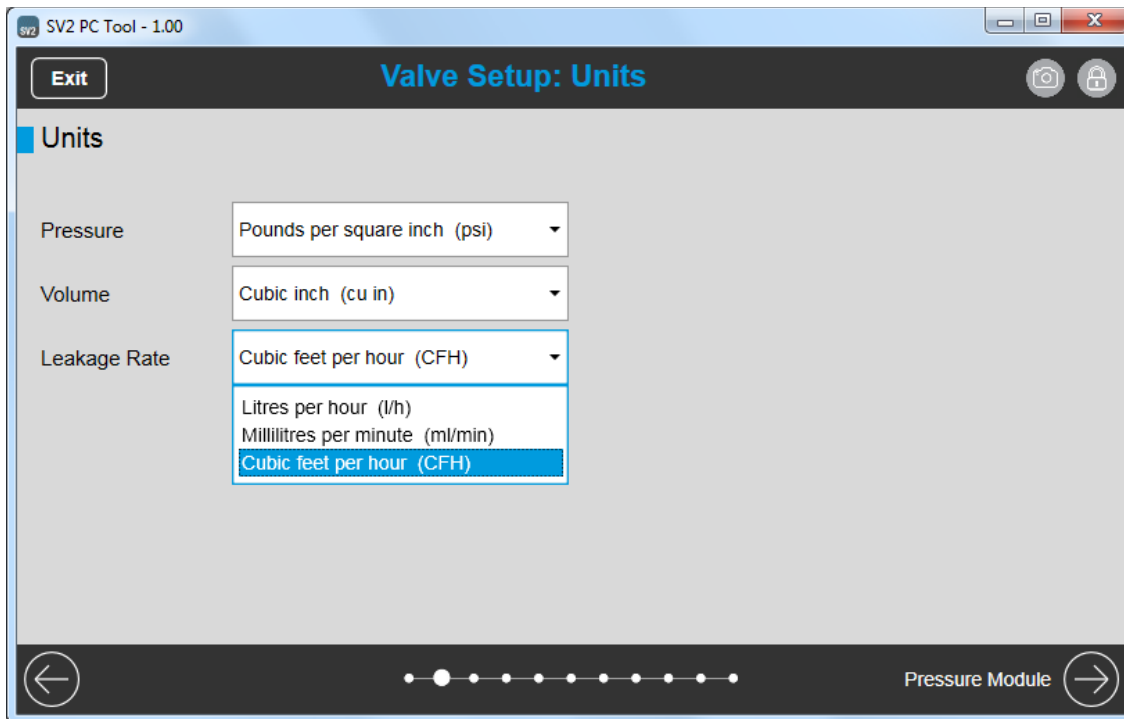 SV2 SV2 PC Tool - 1.00
Exit Valve Setup: Units
Units
Pressure Pounds per square inch (psi)
Volume Cubic inch (cu in)
Leakage Rate Cubic feet per hour (CFH)
Litres per hour (l/h)
Millilitres per minute (ml/min)
Cubic feet per hour (CFH)
Pressure Module